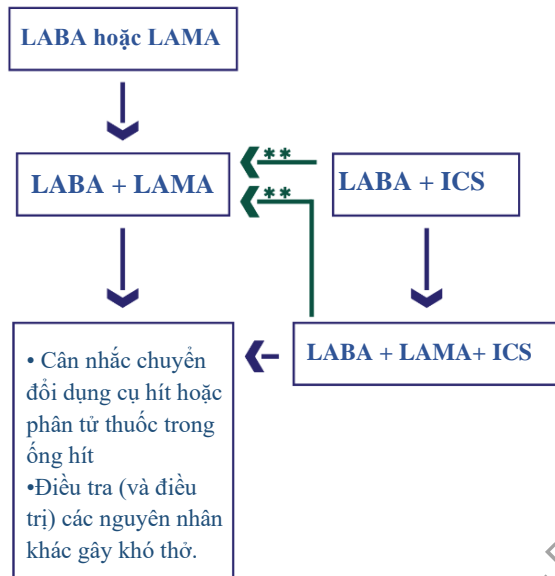 LABA hoặc LAMA
**
LABA + LAMA
LABA + ICS
**
LABA + LAMA+ ICS
• Cân nhắc chuyển
đổi dụng cụ hít hoặc
phân tử thuốc trong
ống hít
•Điều tra (và điều
trị) các nguyên nhân
khác gây khó thở.